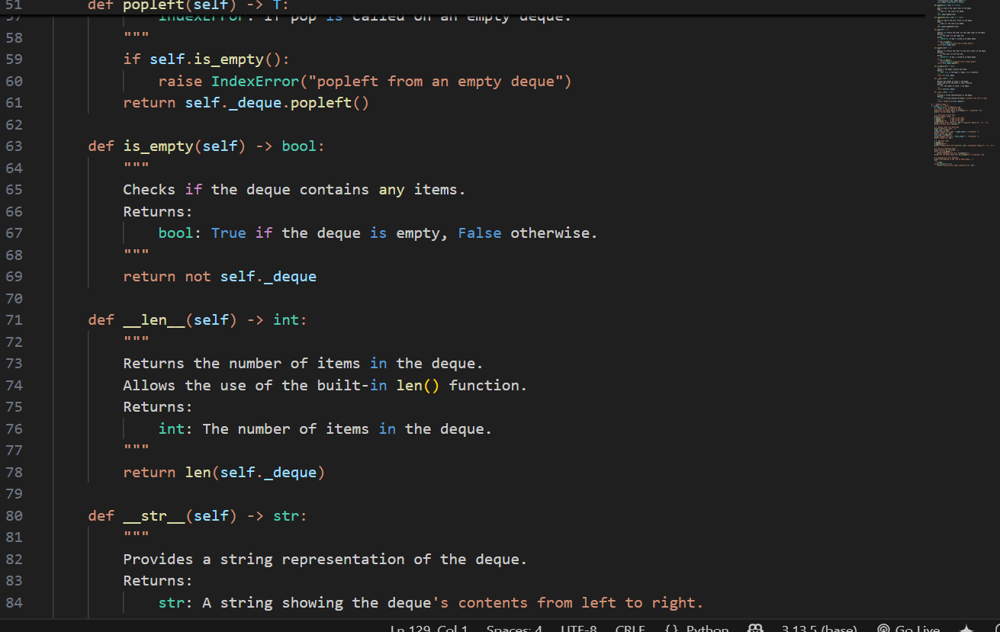 51 def popleft(self) -> T:
57 IndexError: If pop is called on an empty deque.
58 """
59 if self.is_empty():
60 raise IndexError("popleft from an empty deque")
61 return self._deque.popleft()
62
63 def is_empty(self) -> bool:
64 """
65 Checks if the deque contains any items.
66 Returns:
67 bool: True if the deque is empty, False otherwise.
68 """
69 return not self._deque
70
71 def __len__(self) -> int:
72 """
73 Returns the number of items in the deque.
74 Allows the use of the built-in len() function.
75 Returns:
76 int: The number of items in the deque.
77 """
78 return len(self._deque)
79
80 def __str__(self) -> str:
81 """
82 Provides a string representation of the deque.
83 Returns:
84 str: A string showing the deque's contents from left to right.
Ln 129, Col 1 Spaces: 4 UTF-8 CRLF {} Python 3.13.5 (base) Go Live